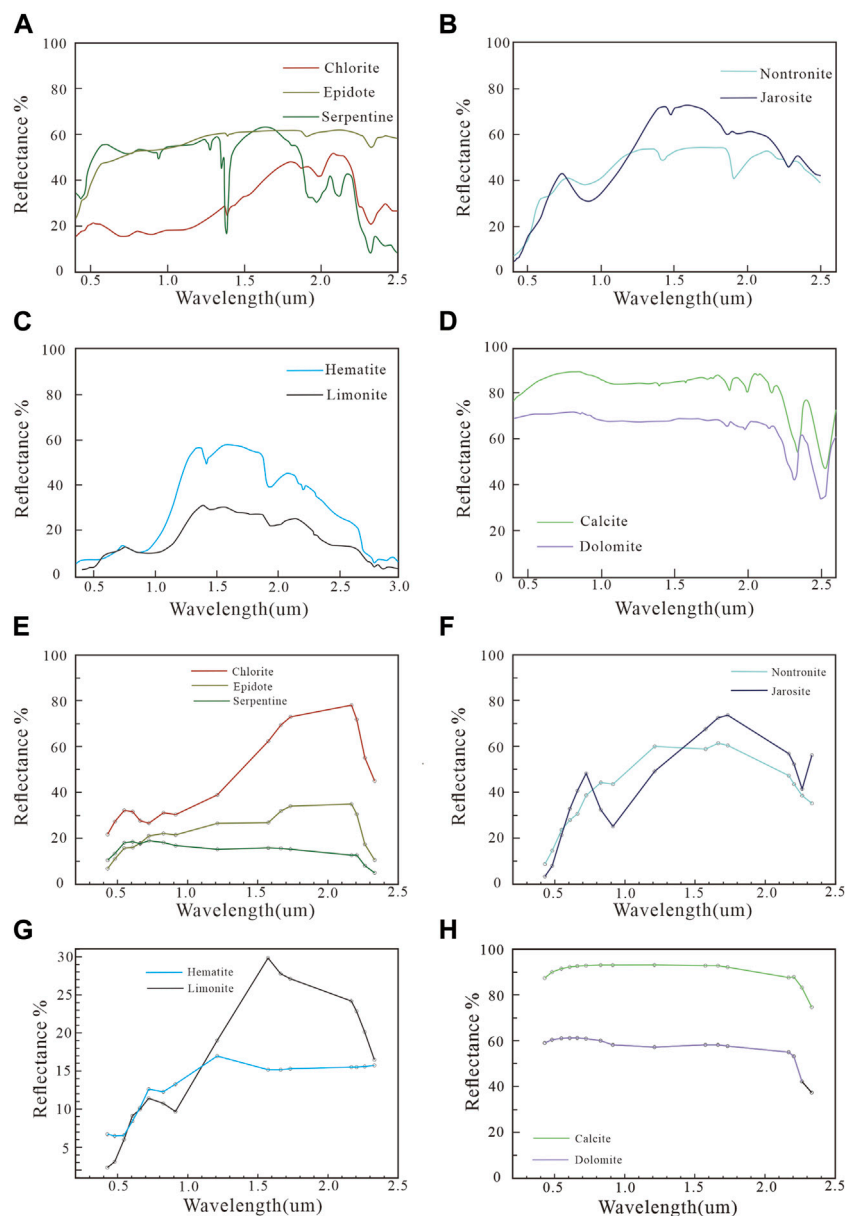 A
100
80
60
40
20
0
Reflectance %
Chlorite
Epidote
Serpentine
0.5
1.0
1.5
2.0
2.5
Wavelength(um)
B
100
80
60
40
20
0
Reflectance %
Nontronite
Jarosite
0.5
1.0
1.5
2.0
2.5
Wavelength(um)
C
100
80
60
40
20
0
Reflectance %
Hematite
Limonite
0.5
1.0
1.5
2.0
2.5
3.0
Wavelength(um)
D
100
80
60
40
20
0
Reflectance %
Calcite
Dolomite
0.5
1.0
1.5
2.0
2.5
Wavelength(um)
E
100
80
60
40
20
0
Reflectance %
Chlorite
Epidote
Serpentine
0.5
1.0
1.5
2.0
2.5
Wavelength(um)
F
100
80
60
40
20
0
Reflectance %
Nontronite
Jarosite
0.5
1.0
1.5
2.0
2.5
Wavelength(um)
G
30
25
20
15
10
5
Reflectance %
Hematite
Limonite
0.5
1.0
1.5
2.0
2.5
Wavelength(um)
H
100
80
60
40
20
0
Reflectance %
Calcite
Dolomite
0.5
1.0
1.5
2.0
2.5
Wavelength(um)